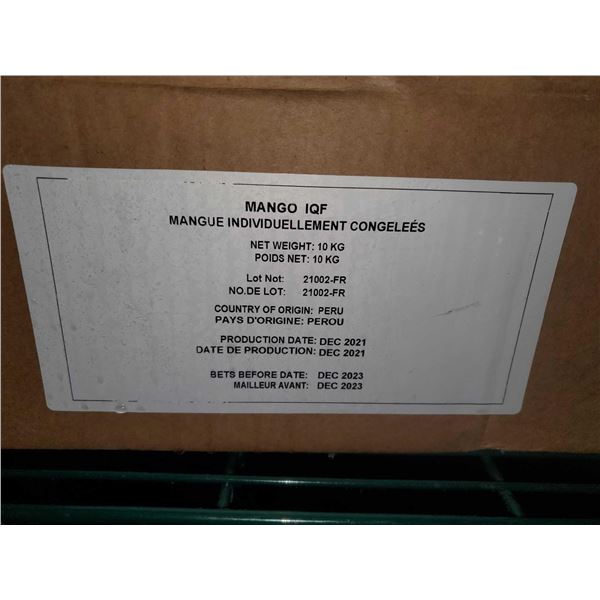 MANGO IQF
MANGUE INDIVIDUELLEMENT CONGELEÉS
NET WEIGHT: 10 KG
POIDS NET: 10 KG
Lot Not: 21002-FR
NO.DE LOT: 21002-FR
COUNTRY OF ORIGIN: PERU
PAYS D'ORIGINE: PEROU
PRODUCTION DATE: DEC 2021
DATE DE PRODUCTION: DEC 2021
BETS BEFORE DATE: DEC 2023
MAILLEUR AVANT: DEC 2023